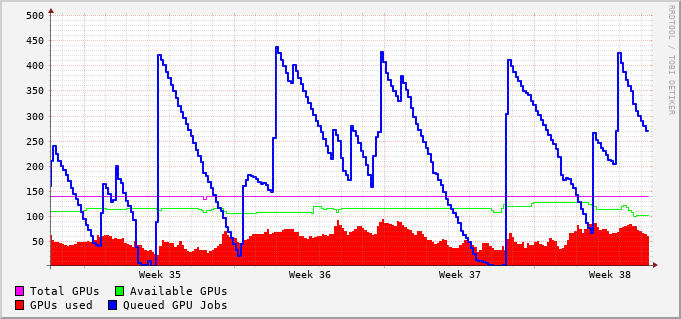 500
450
400
350
300
250
200
150
100
50
Week 35 Week 36 Week 37 Week 38
Total GPUs Available GPUs
GPUs used Queued GPU Jobs
RRDTOOL / TOBI OETIKER